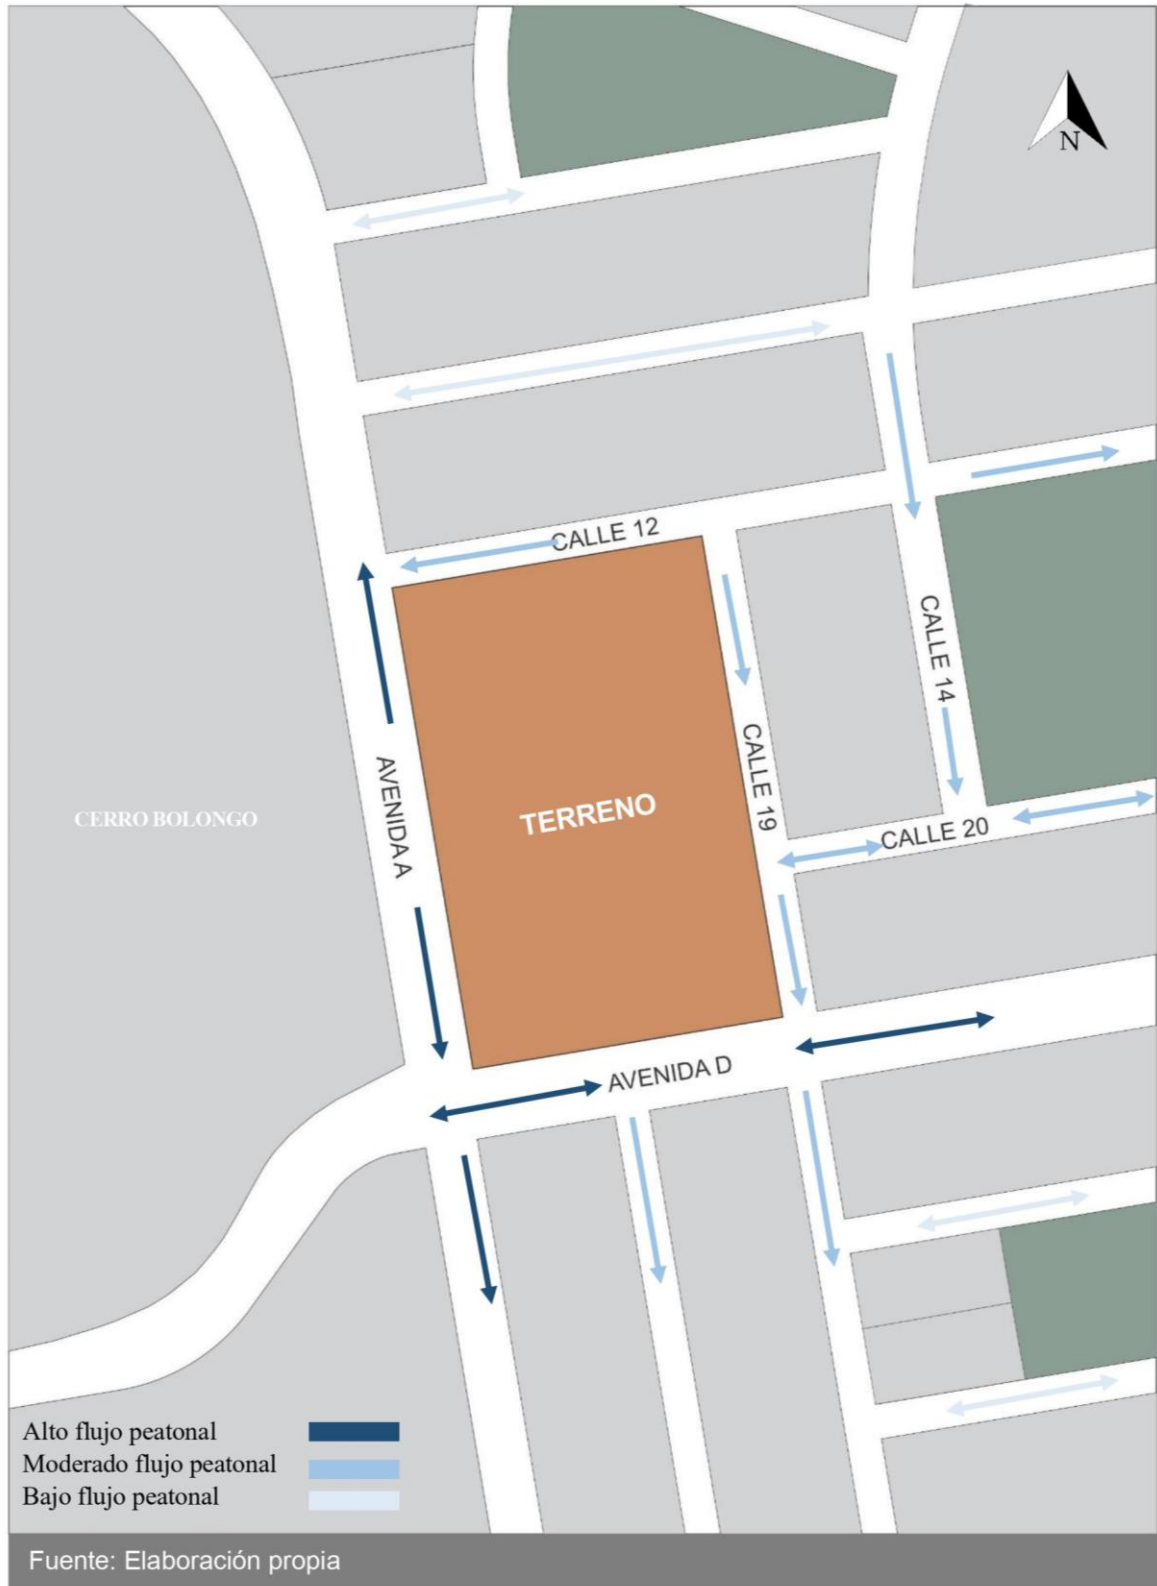 N
CALLE 12
CALLE 14
CALLE 19
AVENIDA A
TERRENO
CERRO BOLONGO
CALLE 20
AVENIDA D
Alto flujo peatonal
Moderado flujo peatonal
Bajo flujo peatonal
Fuente: Elaboración propia